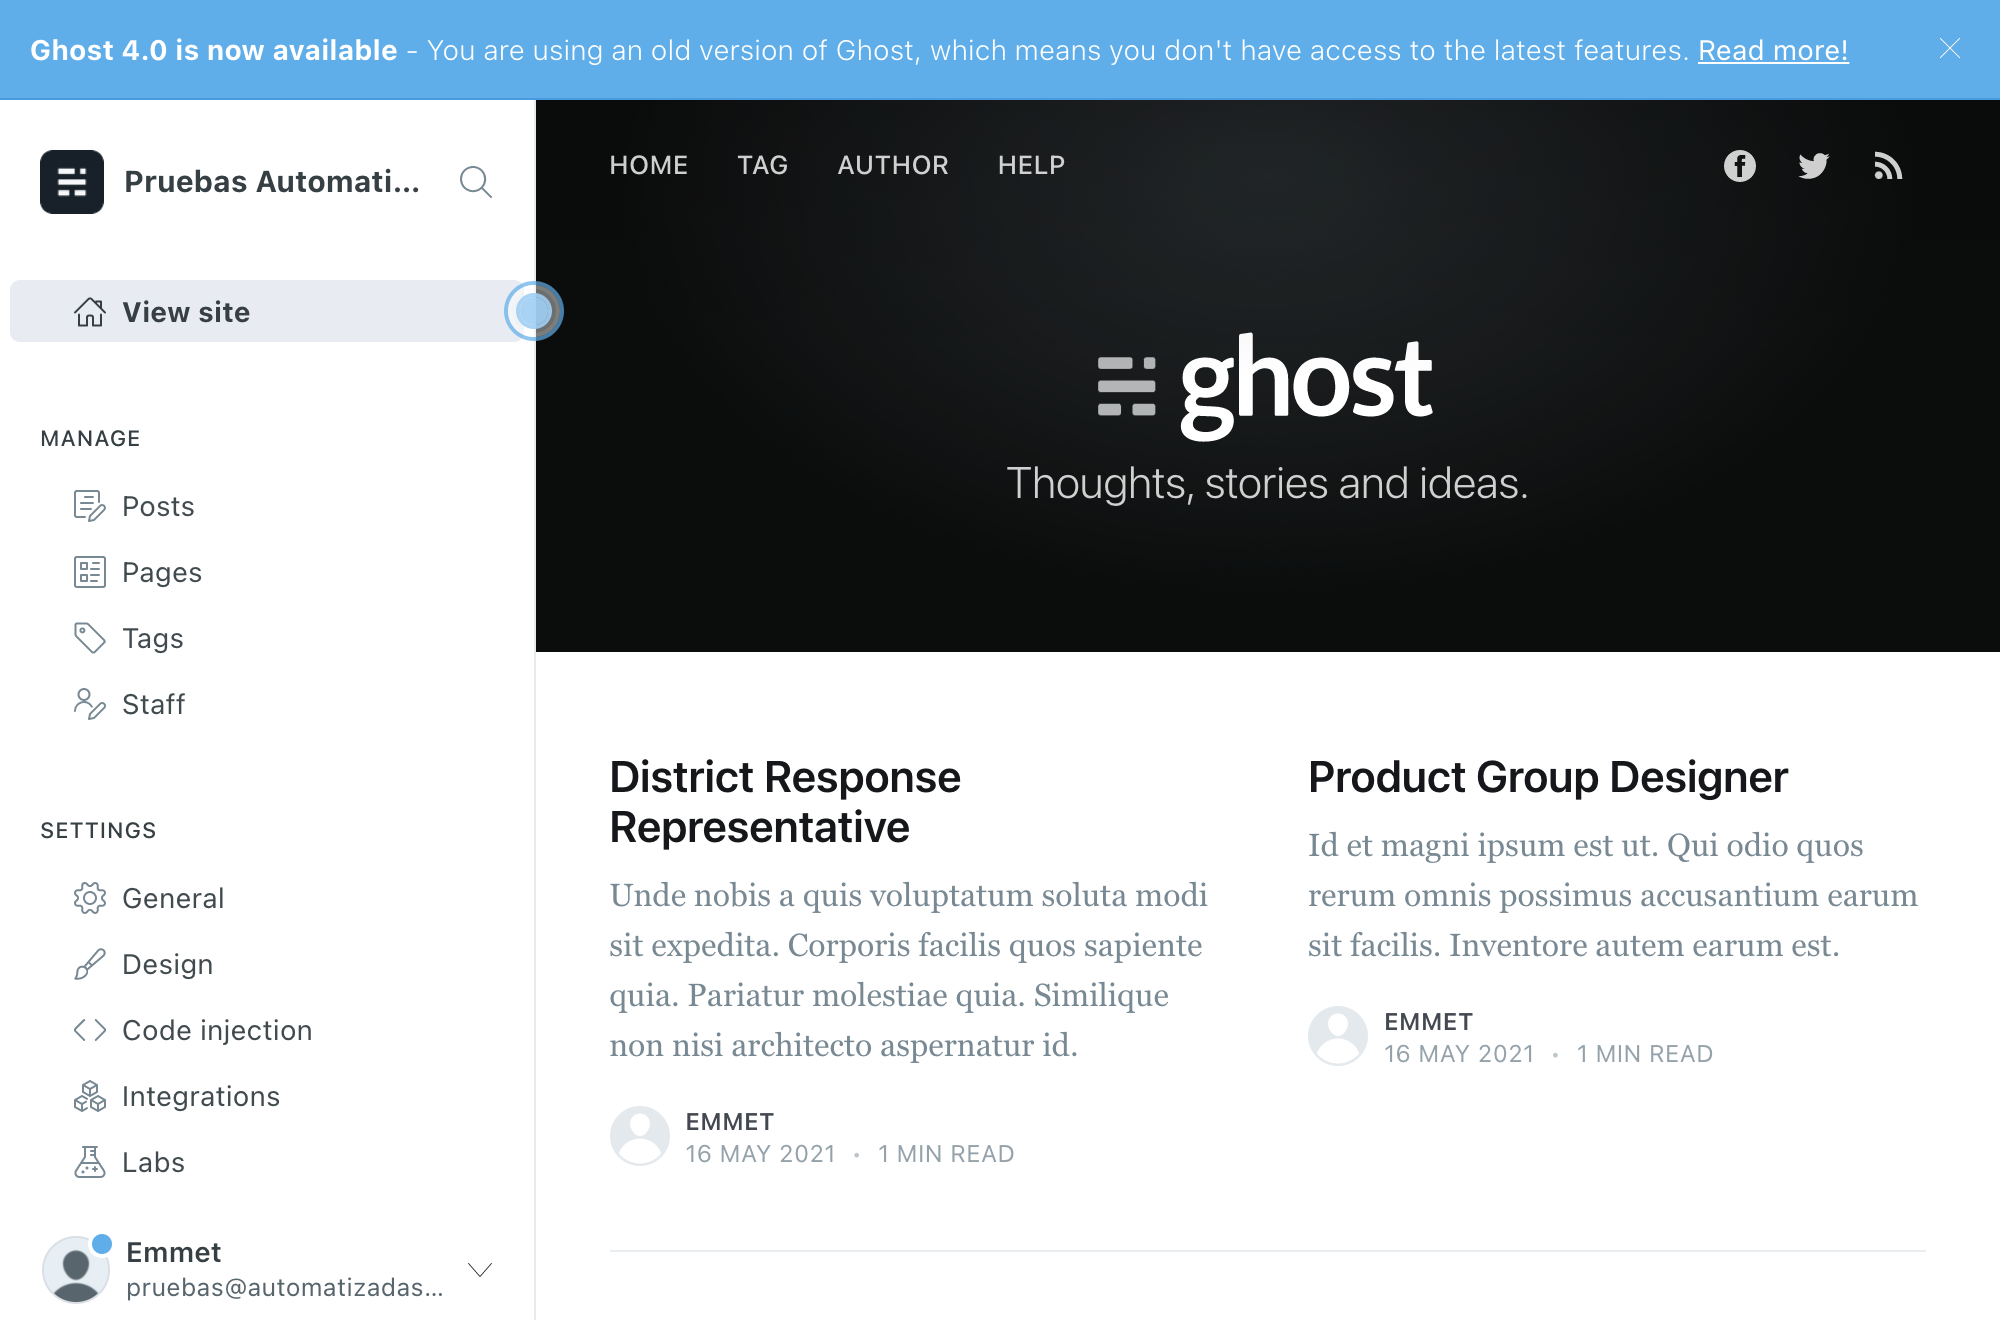 Ghost 4.0 is now available - You are using an old version of Ghost, which means you don't have access to the latest features. Read more!
Pruebas Automati...
View site
MANAGE
Posts
Pages
Tags
Staff
SETTINGS
General
Design
Code injection
Integrations
Labs
Emmet
pruebas@automatizadas...
HOME TAG AUTHOR HELP
ghost
Thoughts, stories and ideas.
District Response
Representative
Unde nobis a quis voluptatum soluta modi
sit expedita. Corporis facilis quos sapiente
quia. Pariatur molestiae quia. Similique
non nisi architecto aspernatur id.
EMMET
16 MAY 2021 • 1 MIN READ
Product Group Designer
Id et magni ipsum est ut. Qui odio quos
rerum omnis possimus accusantium earum
sit facilis. Inventore autem earum est.
EMMET
16 MAY 2021 • 1 MIN READ